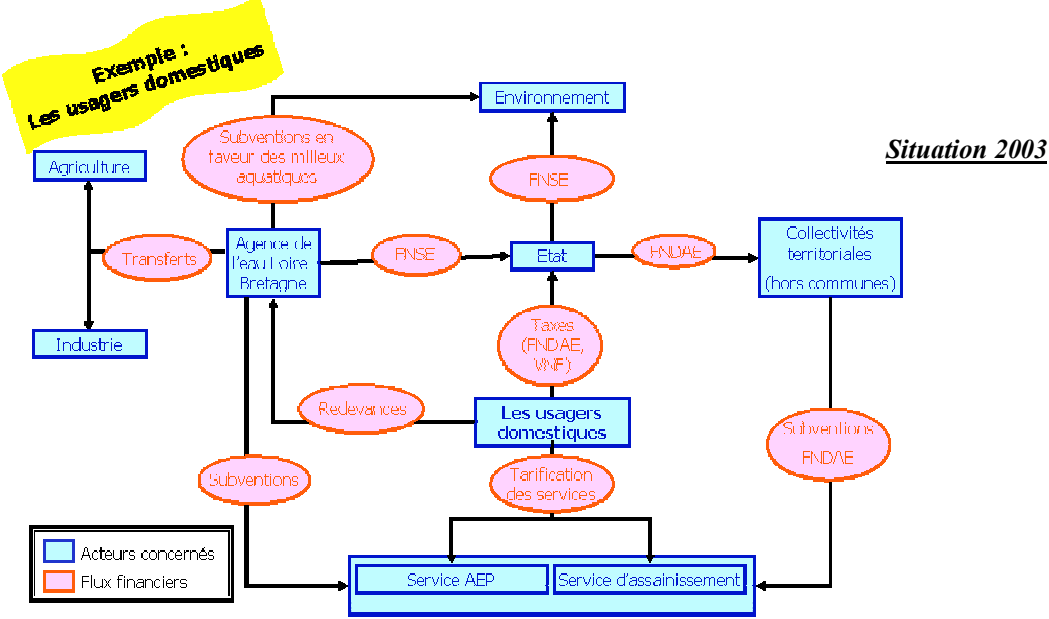 Exemple :
Les usagers domestiques
Situation 2003
Environnement
Subventions en
faveur des milieux
aquatiques
FNSE
Agriculture
Transferts
Industrie
Agence de
l'eau Loire
Bretagne
FNSE
Etat
FNDAE
Collectivités
territoriales
(hors communes)
Taxes
(FNDAE,
VNF)
Redevances
Les usagers
domestiques
Subventions
FNDAE
Subventions
Tarification
des services
Acteurs concernés
Flux financiers
Service AEP
Service d'assainissement